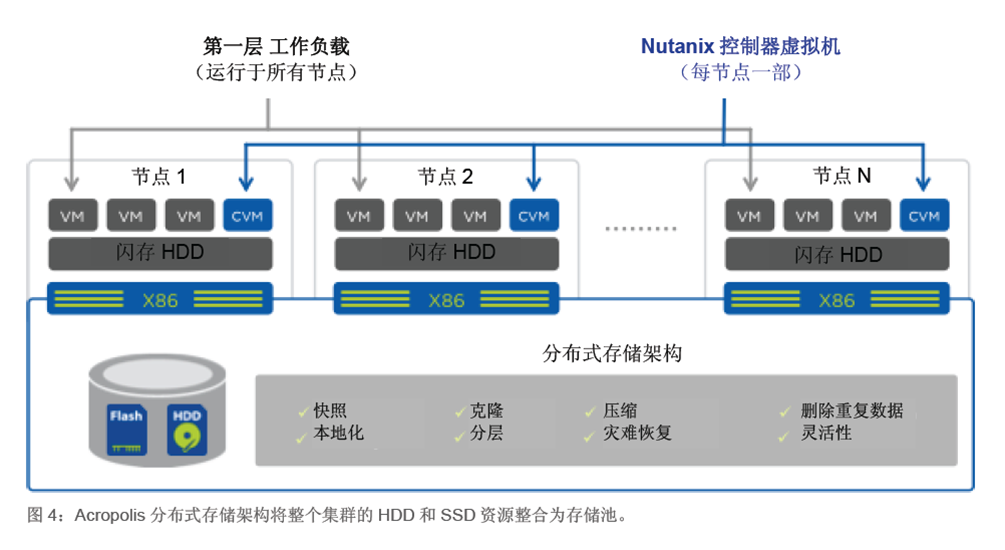 第一层 工作负载
（运行于所有节点）
Nutanix 控制器虚拟机
（每节点一部）
节点 1
VM VM VM CVM
闪存 HDD
X86
节点 2
VM VM VM CVM
闪存 HDD
X86
节点 N
VM VM VM CVM
闪存 HDD
X86
分布式存储架构
Flash HDD
快照 克隆 压缩 删除重复数据
本地化 分层 灾难恢复 灵活性
图 4：Acropolis 分布式存储架构将整个集群的 HDD 和 SSD 资源整合为存储池。